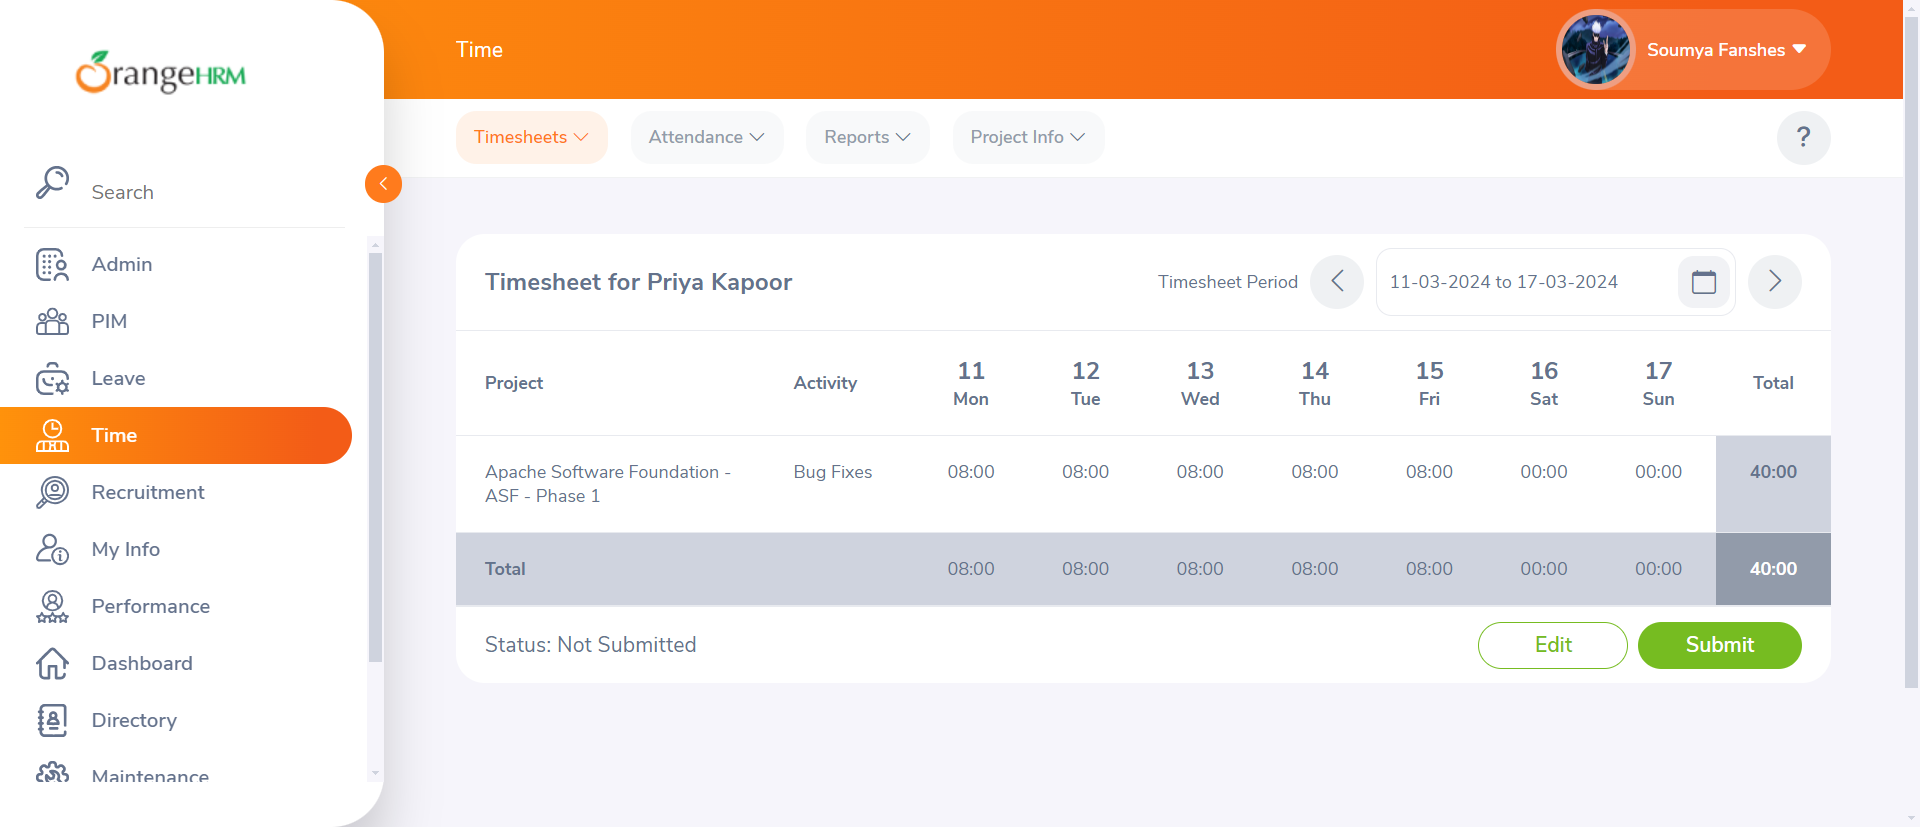 OrangeHRM
Time
Soumya Fanshes
Search
Timesheets
Attendance
Reports
Project Info
?
Admin
PIM
Leave
Time
Recruitment
My Info
Performance
Dashboard
Directory
Maintenance
Timesheet for Priya Kapoor
Timesheet Period
11-03-2024 to 17-03-2024
Project Activity 11 Mon 12 Tue 13 Wed 14 Thu 15 Fri 16 Sat 17 Sun Total
Apache Software Foundation - Bug Fixes 08:00 08:00 08:00 08:00 08:00 00:00 00:00 40:00
ASF - Phase 1
Total 08:00 08:00 08:00 08:00 08:00 00:00 00:00 40:00
Status: Not Submitted
Edit
Submit